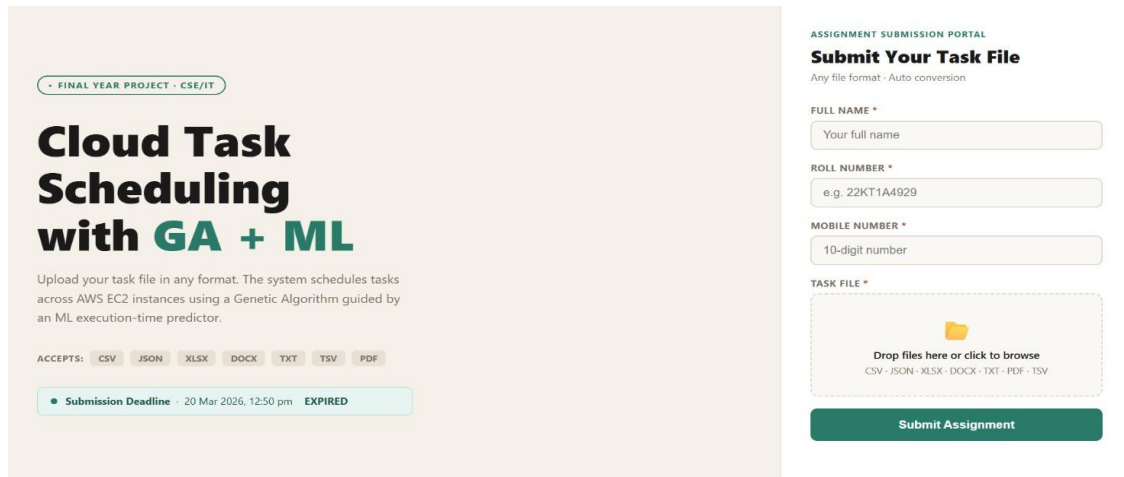 • FINAL YEAR PROJECT · CSE/IT
Cloud Task
Scheduling
with GA + ML
Upload your task file in any format. The system schedules tasks
across AWS EC2 instances using a Genetic Algorithm guided by
an ML execution-time predictor.
ACCEPTS: CSV JSON XLSX DOCX TXT TSV PDF
Submission Deadline · 20 Mar 2026, 12:50 pm EXPIRED
ASSIGNMENT SUBMISSION PORTAL
Submit Your Task File
Any file format · Auto conversion
FULL NAME *
Your full name
ROLL NUMBER *
e.g. 22KT1A4929
MOBILE NUMBER *
10-digit number
TASK FILE *
Drop files here or click to browse
CSV · JSON · XLSX · DOCX · TXT · PDF · TSV
Submit Assignment